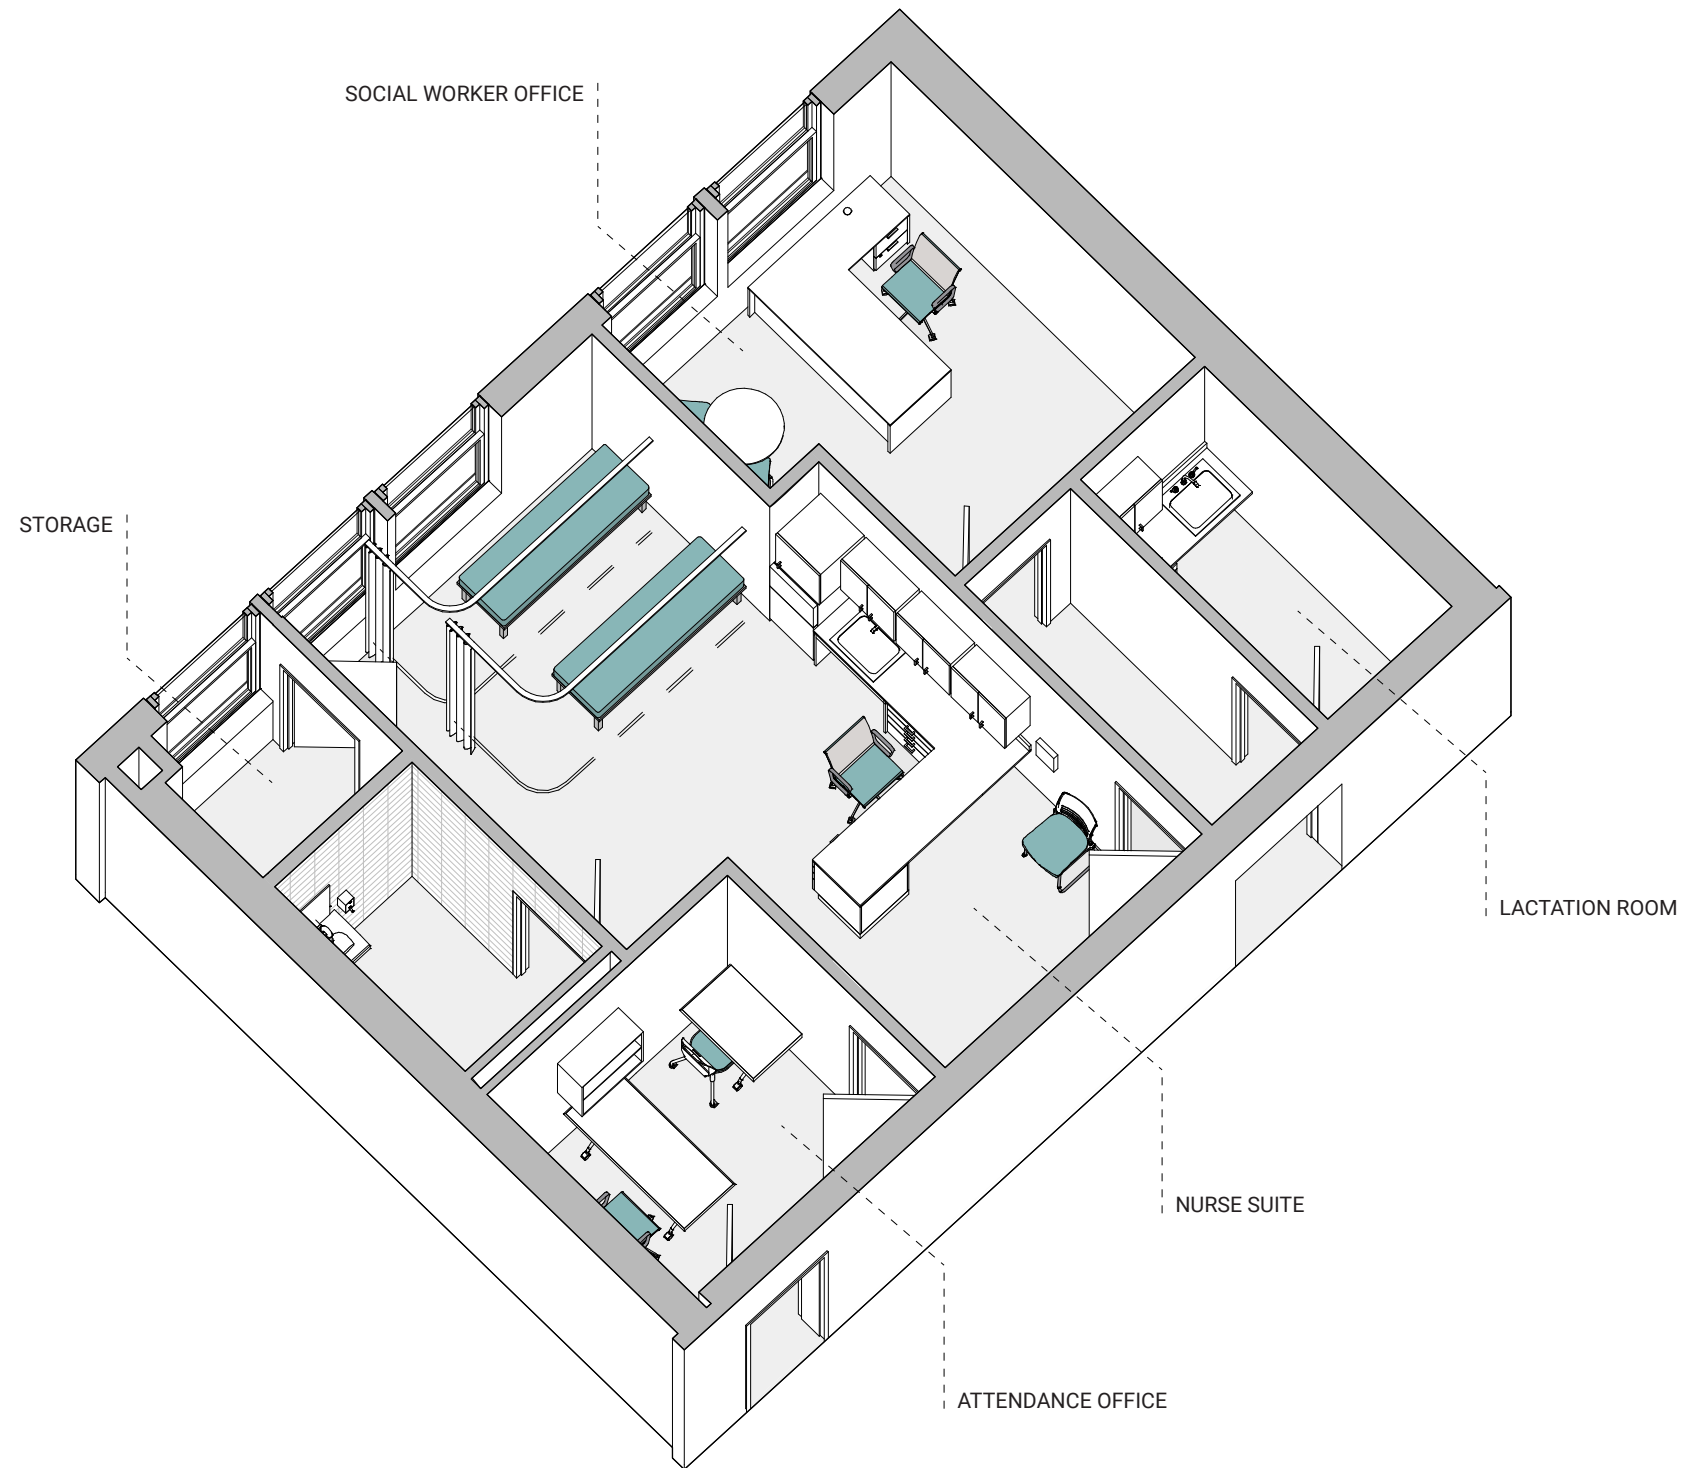 SOCIAL WORKER OFFICE
STORAGE
LACTATION ROOM
NURSE SUITE
ATTENDANCE OFFICE